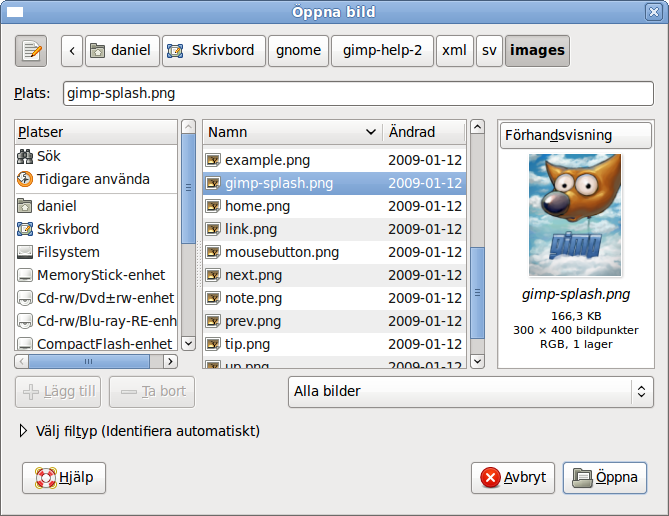 Öppna bild
daniel Skrivbord gnome gimp-help-2 xml sv images
Plats: gimp-splash.png
Platser
Sök
Tidigare använda
daniel
Skrivbord
Filsystem
MemoryStick-enhet
Cd-rw/Dvd±rw-enhet
Cd-rw/Blu-ray-RE-enh
CompactFlash-enhet
Namn Ändrad
example.png 2009-01-12
gimp-splash.png 2009-01-12
home.png 2009-01-12
link.png 2009-01-12
mousebutton.png 2009-01-12
next.png 2009-01-12
note.png 2009-01-12
prev.png 2009-01-12
tip.png 2009-01-12
up.png 2009-01-12
Förhandsvisning
gimp
gimp-splash.png
166,3 KB
300 × 400 bildpunkter
RGB, 1 lager
Lägg till Ta bort Alla bilder
Välj filtyp (Identifiera automatiskt)
Hjälp Avbryt Öppna